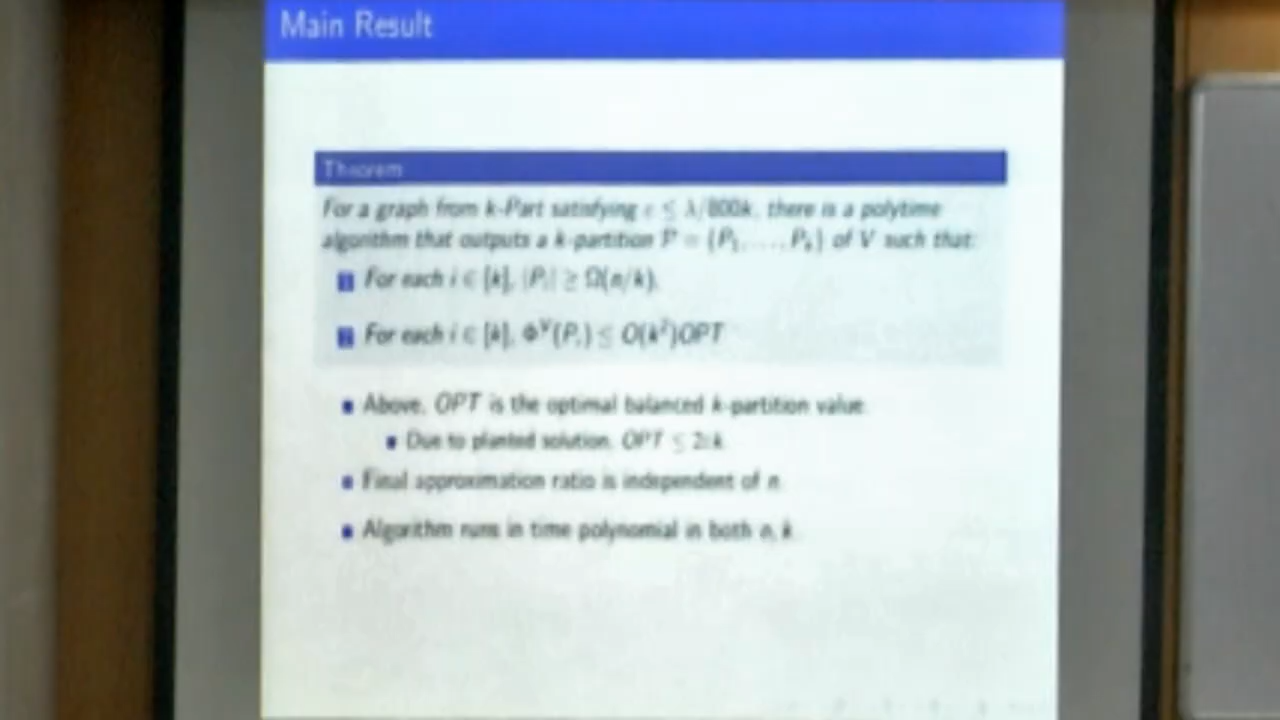 Main Result
Theorem
For a graph from k-Part satisfying ε ≤ λ/800k, there is a polytime
algorithm that outputs a k-partition P = {P₁, ..., Pₖ} of V such that:
1 For each i ∈ [k], |Pᵢ| ≥ Ω(n/k).
2 For each i ∈ [k], Φⱽ(Pᵢ) ≤ O(k²)OPT
Above, OPT is the optimal balanced k-partition value.
Due to planted solution, OPT ≤
Final approximation ratio is independent of n.
Algorithm runs in time polynomial in both n, k.